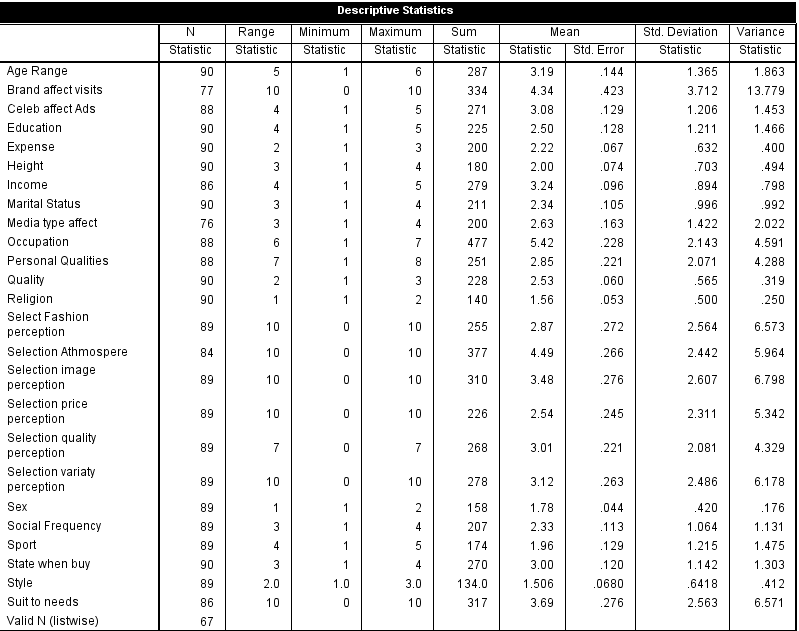 Descriptive Statistics
N Range Minimum Maximum Sum Mean Std. Deviation Variance
Statistic Statistic Statistic Statistic Statistic Statistic Std. Error Statistic Statistic
Age Range 90 5 1 6 287 3.19 .144 1.365 1.863
Brand affect visits 77 10 0 10 334 4.34 .423 3.712 13.779
Celeb affect Ads 88 4 1 5 271 3.08 .129 1.206 1.453
Education 90 4 1 5 225 2.50 .128 1.211 1.466
Expense 90 2 1 3 200 2.22 .067 .632 .400
Height 90 3 1 4 180 2.00 .074 .703 .494
Income 86 4 1 5 279 3.24 .096 .894 .798
Marital Status 90 3 1 4 211 2.34 .105 .996 .992
Media type affect 76 3 1 4 200 2.63 .163 1.422 2.022
Occupation 88 6 1 7 477 5.42 .228 2.143 4.591
Personal Qualities 88 7 1 8 251 2.85 .221 2.071 4.288
Quality 90 2 1 3 228 2.53 .060 .565 .319
Religion 90 1 1 2 140 1.56 .053 .500 .250
Select Fashion
perception 89 10 0 10 255 2.87 .272 2.564 6.573
Selection Athmospere 84 10 0 10 377 4.49 .266 2.442 5.964
Selection image
perception 89 10 0 10 310 3.48 .276 2.607 6.798
Selection price
perception 89 10 0 10 226 2.54 .245 2.311 5.342
Selection quality
perception 89 7 0 7 268 3.01 .221 2.081 4.329
Selection variaty
perception 89 10 0 10 278 3.12 .263 2.486 6.178
Sex 89 1 1 2 158 1.78 .044 .420 .176
Social Frequency 89 3 1 4 207 2.33 .113 1.064 1.131
Sport 89 4 1 5 174 1.96 .129 1.215 1.475
State when buy 90 3 1 4 270 3.00 .120 1.142 1.303
Style 89 2.0 1.0 3.0 134.0 1.506 .0680 .6418 .412
Suit to needs 86 10 0 10 317 3.69 .276 2.563 6.571
Valid N (listwise) 67